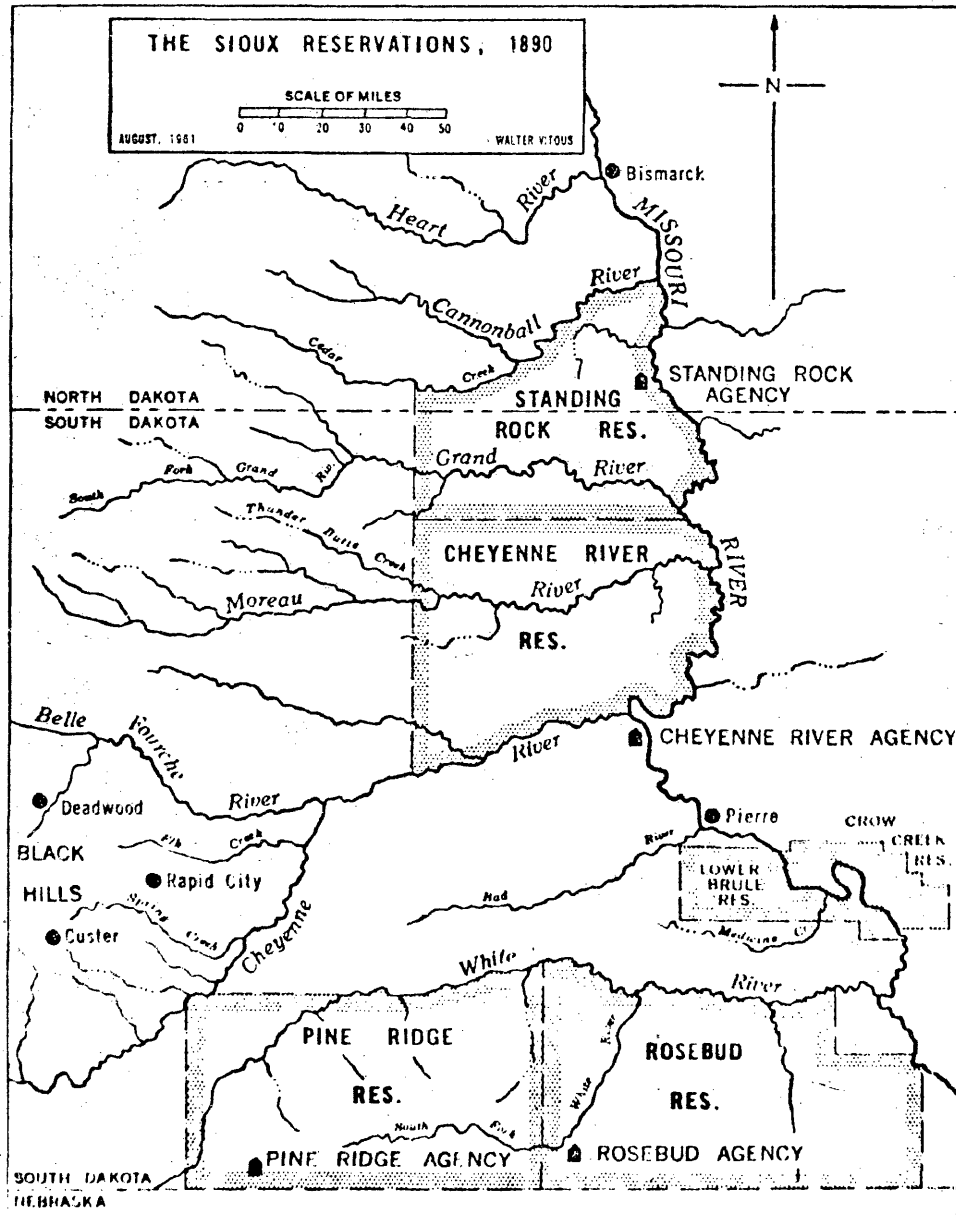 THE SIOUX RESERVATIONS, 1890
SCALE OF MILES
0 10 20 30 40 50
AUGUST, 1961
WALTER VITOUS
N
Bismarck
Heart River
MISSOURI
RIVER
Cannonball River
Cedar Creek
STANDING ROCK
AGENCY
NORTH DAKOTA
SOUTH DAKOTA
STANDING
ROCK RES.
Grand River
South Fork Grand Riv.
Thunder Butte Creek
CHEYENNE RIVER
RES.
Moreau River
Belle Fourche River
River
CHEYENNE RIVER AGENCY
Deadwood
Elk Creek
BLACK
HILLS
Rapid City
Spring Creek
Custer
Cheyenne
Pierre
CROW
CREEK
RES.
LOWER
BRULE
RES.
Bad River
Medicine Cr.
White River
PINE RIDGE
RES.
ROSEBUD
RES.
South Fork White River
PINE RIDGE AGENCY
ROSEBUD AGENCY
SOUTH DAKOTA
NEBRASKA